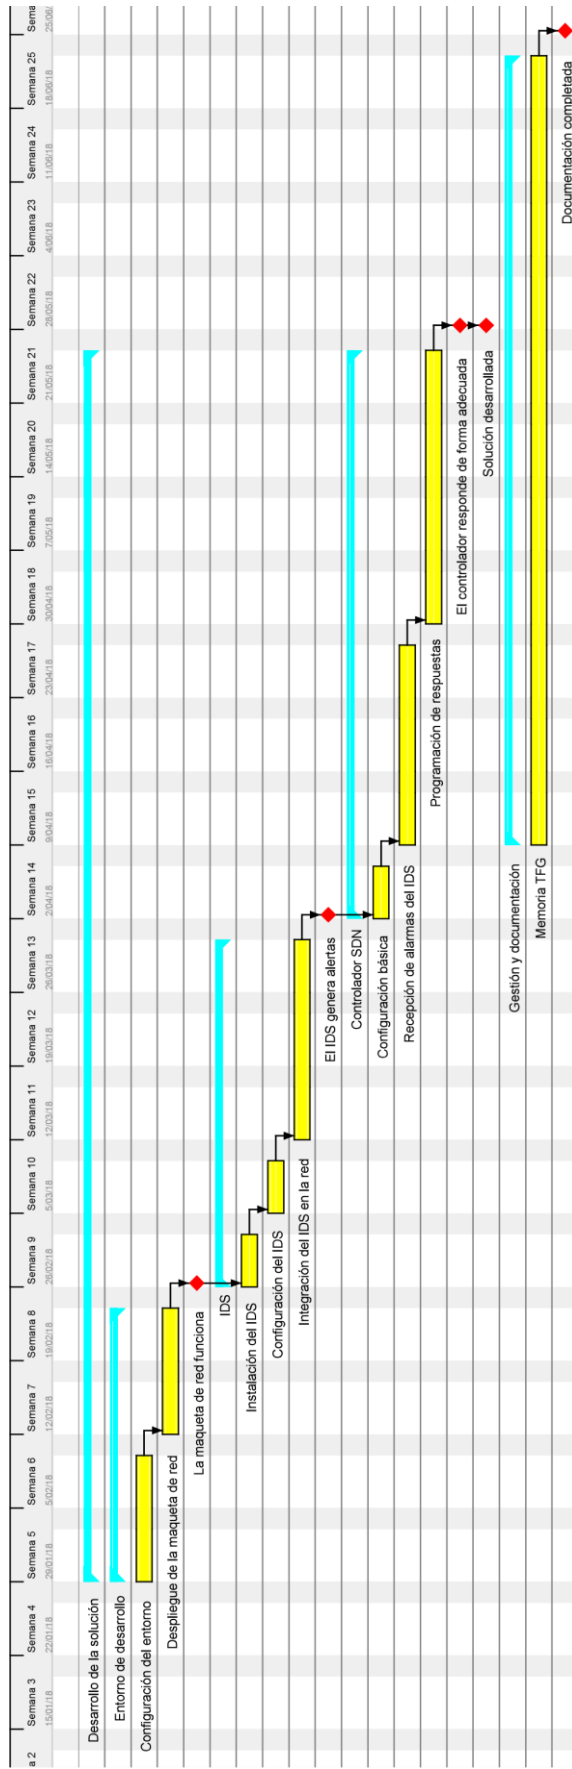 a 2
Semana 3
Semana 4
Semana 5
Semana 6
Semana 7
Semana 8
Semana 9
Semana 10
Semana 11
Semana 12
Semana 13
Semana 14
Semana 15
Semana 16
Semana 17
Semana 18
Semana 19
Semana 20
Semana 21
Semana 22
Semana 23
Semana 24
Semana 25
Sema
15/01/18
22/01/18
29/01/18
5/02/18
12/02/18
19/02/18
26/02/18
5/03/18
12/03/18
19/03/18
26/03/18
2/04/18
9/04/18
16/04/18
23/04/18
30/04/18
7/05/18
14/05/18
21/05/18
28/05/18
4/06/18
11/06/18
18/06/18
25/06/
Desarrollo de la solución
Entorno de desarrollo
Configuración del entorno
Despliegue de la maqueta de red
La maqueta de red funciona
IDS
Instalación del IDS
Configuración del IDS
Integración del IDS en la red
El IDS genera alertas
Controlador SDN
Configuración básica
Recepción de alarmas del IDS
Programación de respuestas
El controlador responde de forma adecuada
Solución desarrollada
Gestión y documentación
Memoria TFG
Documentación completada